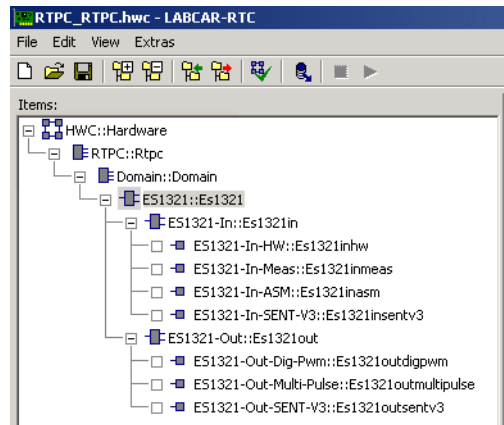 RTPC_RTPC.hwc - LABCAR-RTC
File Edit View Extras
Items:
HWC::Hardware
RTPC::Rtpc
Domain::Domain
ES1321::Es1321
ES1321-In::Es1321in
ES1321-In-HW::Es1321inhw
ES1321-In-Meas::Es1321inmeas
ES1321-In-ASM::Es1321inasm
ES1321-In-SENT-V3::Es1321insentv3
ES1321-Out::Es1321out
ES1321-Out-Dig-Pwm::Es1321outdigpwm
ES1321-Out-Multi-Pulse::Es1321outmultipulse
ES1321-Out-SENT-V3::Es1321outsentv3